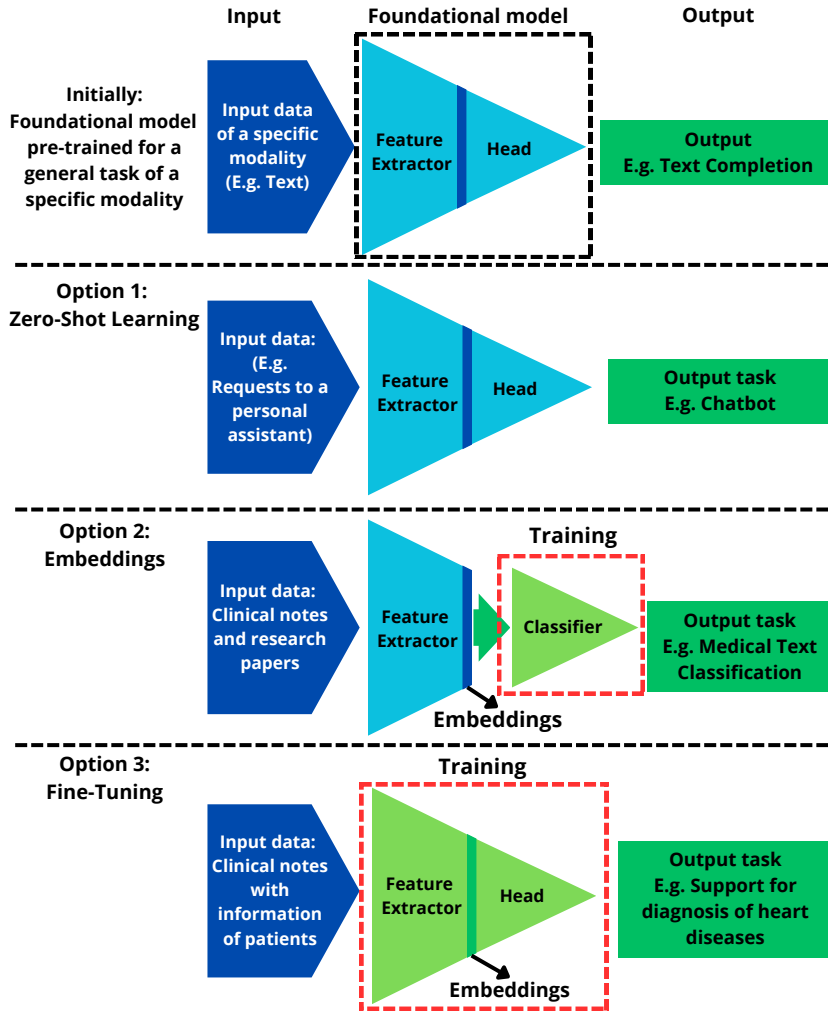 Input
Foundational model
Output
Initially:
Foundational model
pre-trained for a
general task of a
specific modality
Input data
of a specific
modality
(E.g. Text)
Feature
Extractor
Head
Output
E.g. Text Completion
Option 1:
Zero-Shot Learning
Input data:
(E.g.
Requests to a
personal
assistant)
Feature
Extractor
Head
Output task
E.g. Chatbot
Option 2:
Embeddings
Input data:
Clinical notes
and research
papers
Feature
Extractor
Embeddings
Training
Classifier
Output task
E.g. Medical Text
Classification
Option 3:
Fine-Tuning
Input data:
Clinical notes
with
information
of patients
Training
Feature
Extractor
Head
Embeddings
Output task
E.g. Support for
diagnosis of heart
diseases